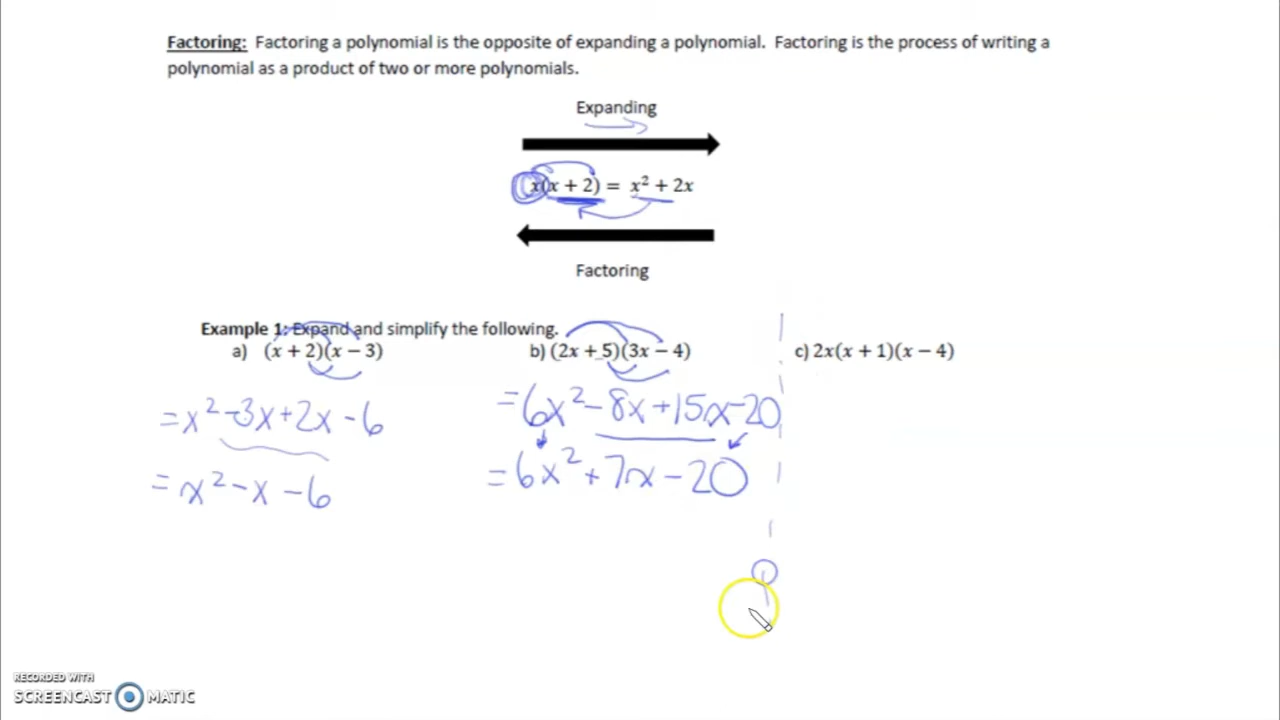 Factoring: Factoring a polynomial is the opposite of expanding a polynomial. Factoring is the process of writing a
polynomial as a product of two or more polynomials.
Expanding
x(x + 2) = x² + 2x
Factoring
Example 1: Expand and simplify the following.
a) (x + 2)(x − 3)
= x² - 3x + 2x - 6
= x² - x - 6
b) (2x + 5)(3x − 4)
= 6x² - 8x + 15x - 20
= 6x² + 7x - 20
c) 2x(x + 1)(x − 4)
RECORDED WITH
SCREENCAST MATIC